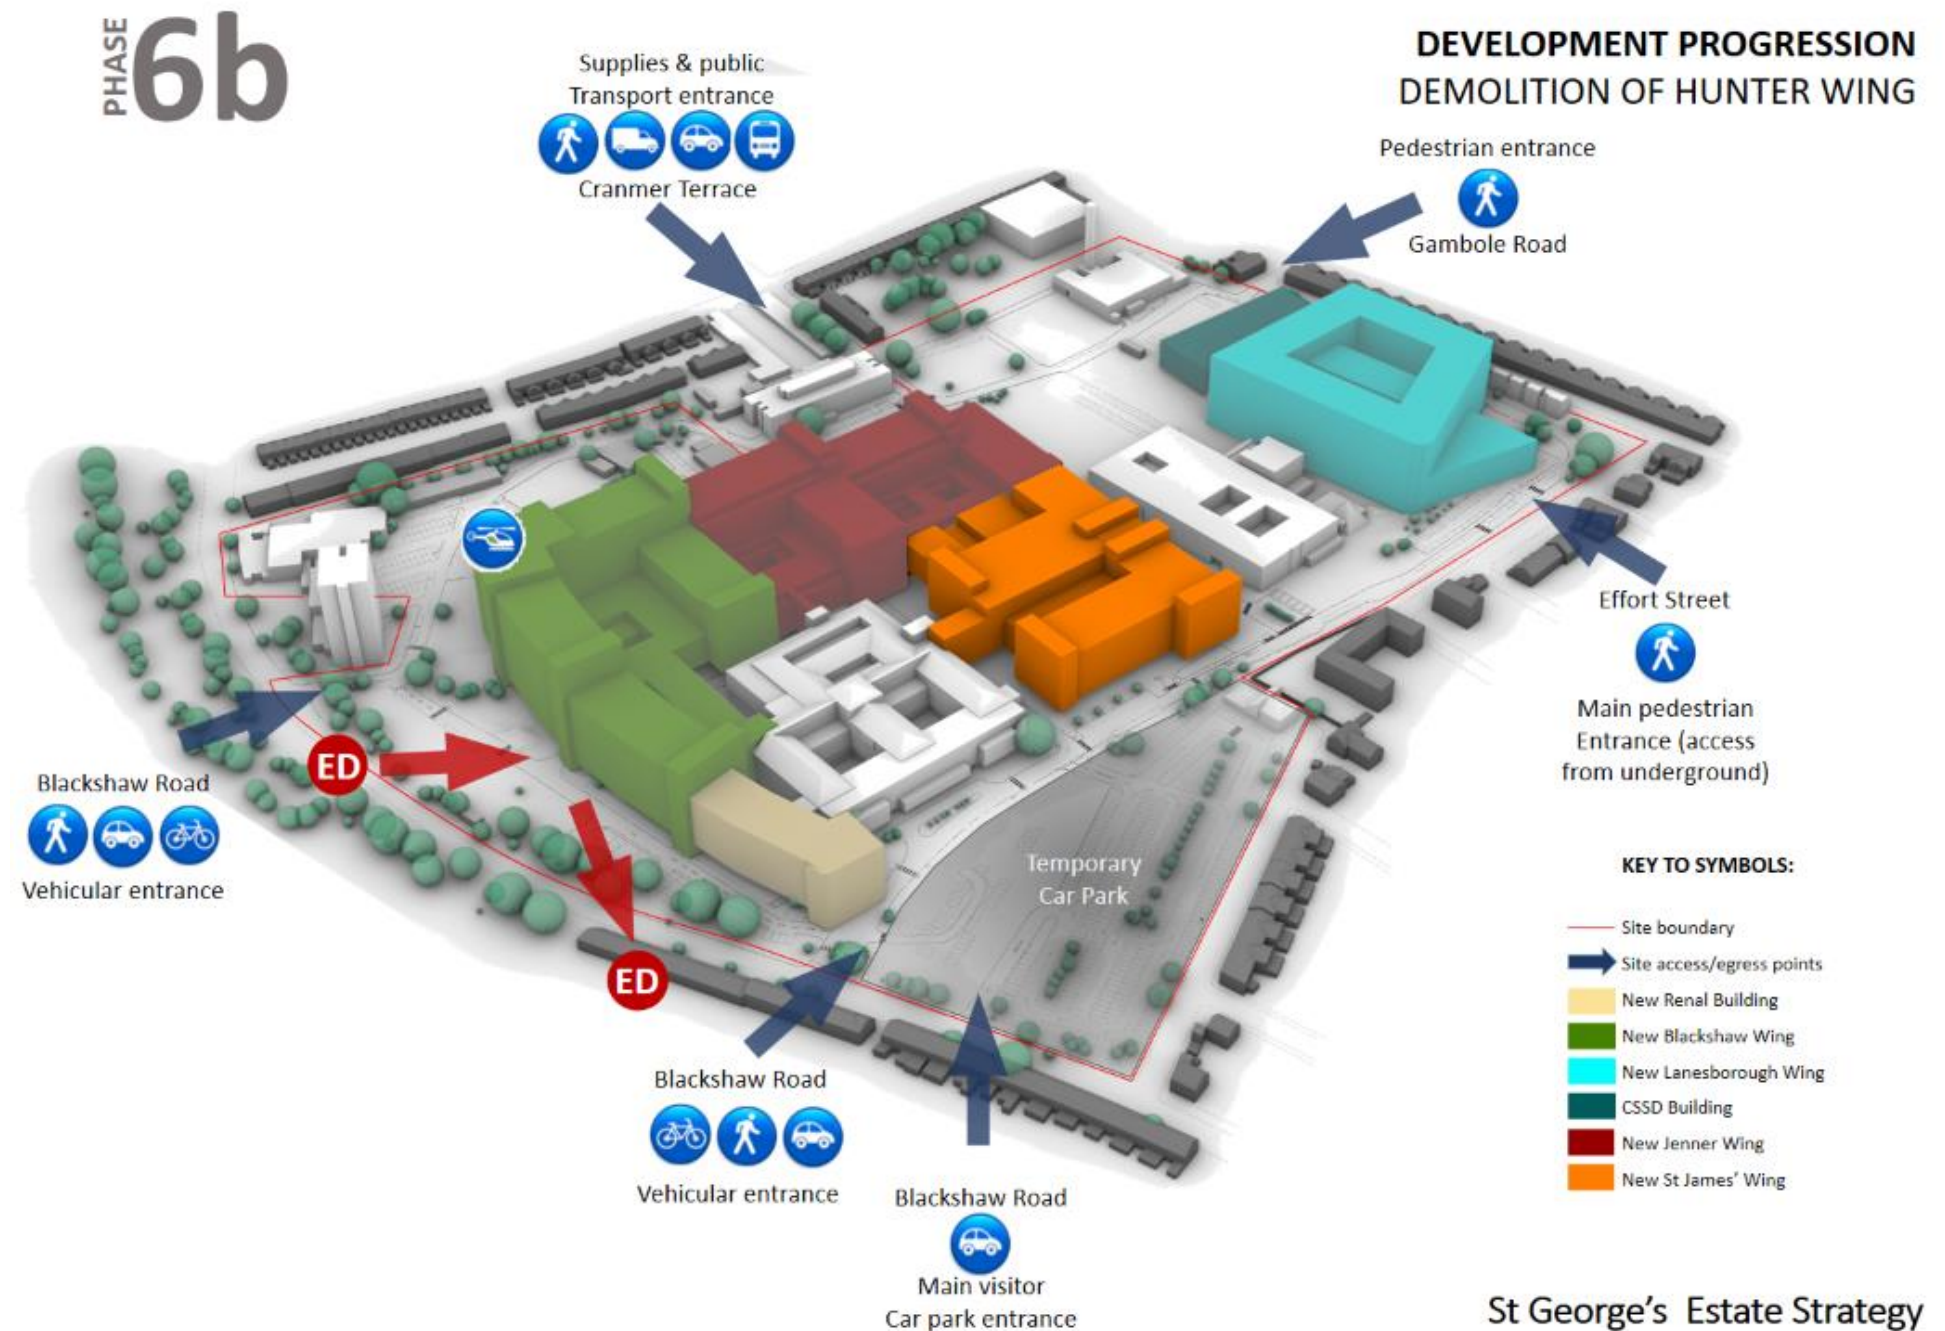 PHASE
6b
DEVELOPMENT PROGRESSION
DEMOLITION OF HUNTER WING
Supplies & public
Transport entrance
Cranmer Terrace
Pedestrian entrance
Gambole Road
Effort Street
Main pedestrian
Entrance (access
from underground)
ED
Blackshaw Road
Vehicular entrance
Temporary
Car Park
ED
Blackshaw Road
Vehicular entrance
Blackshaw Road
Main visitor
Car park entrance
KEY TO SYMBOLS:
Site boundary
Site access/egress points
New Renal Building
New Blackshaw Wing
New Lanesborough Wing
CSSD Building
New Jenner Wing
New St James' Wing
St George's Estate Strategy